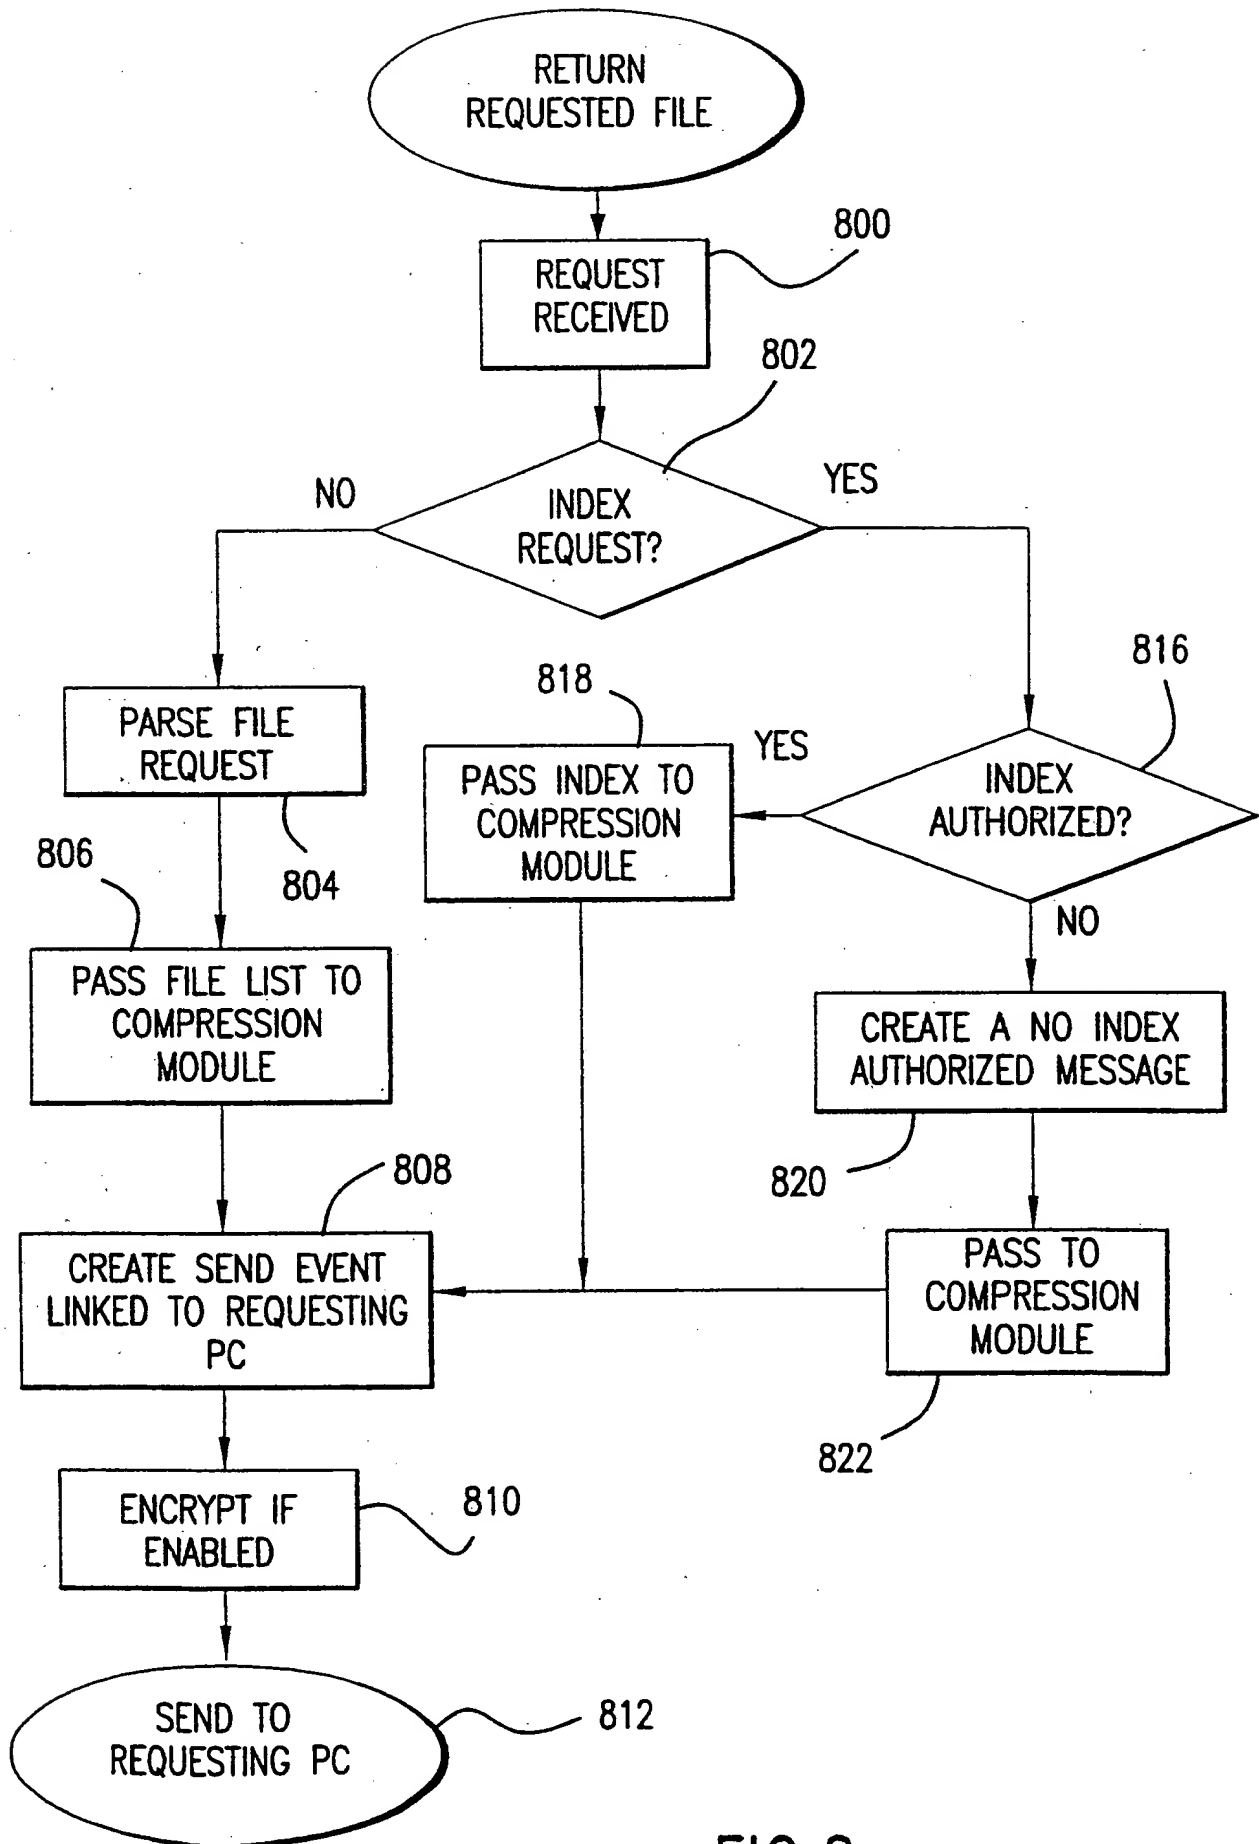 RETURN
REQUESTED FILE
800
REQUEST
RECEIVED
802
NO
YES
INDEX
REQUEST?
816
818
PARSE FILE
REQUEST
YES
PASS INDEX TO
COMPRESSION
MODULE
INDEX
AUTHORIZED?
806
804
NO
PASS FILE LIST TO
COMPRESSION
MODULE
CREATE A NO INDEX
AUTHORIZED MESSAGE
808
820
CREATE SEND EVENT
LINKED TO REQUESTING
PC
PASS TO
COMPRESSION
MODULE
822
ENCRYPT IF
ENABLED
810
SEND TO
REQUESTING PC
812